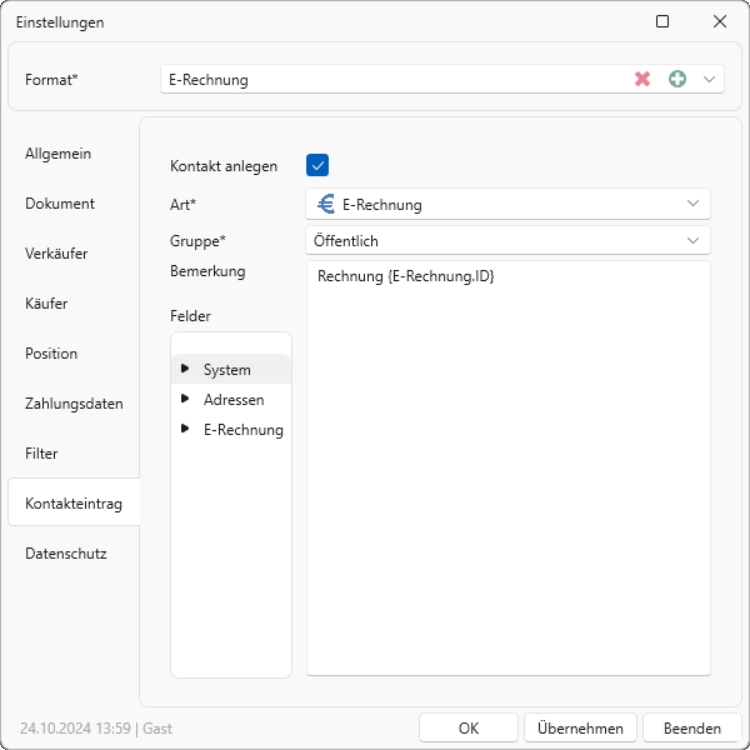 Einstellungen
Format* E-Rechnung
Allgemein
Dokument
Verkäufer
Käufer
Position
Zahlungsdaten
Filter
Kontakteintrag
Datenschutz
Kontakt anlegen
Art* E-Rechnung
Gruppe* Öffentlich
Bemerkung
Rechnung {E-Rechnung.ID}
Felder
System
Adressen
E-Rechnung
24.10.2024 13:59 | Gast
OK Übernehmen Beenden